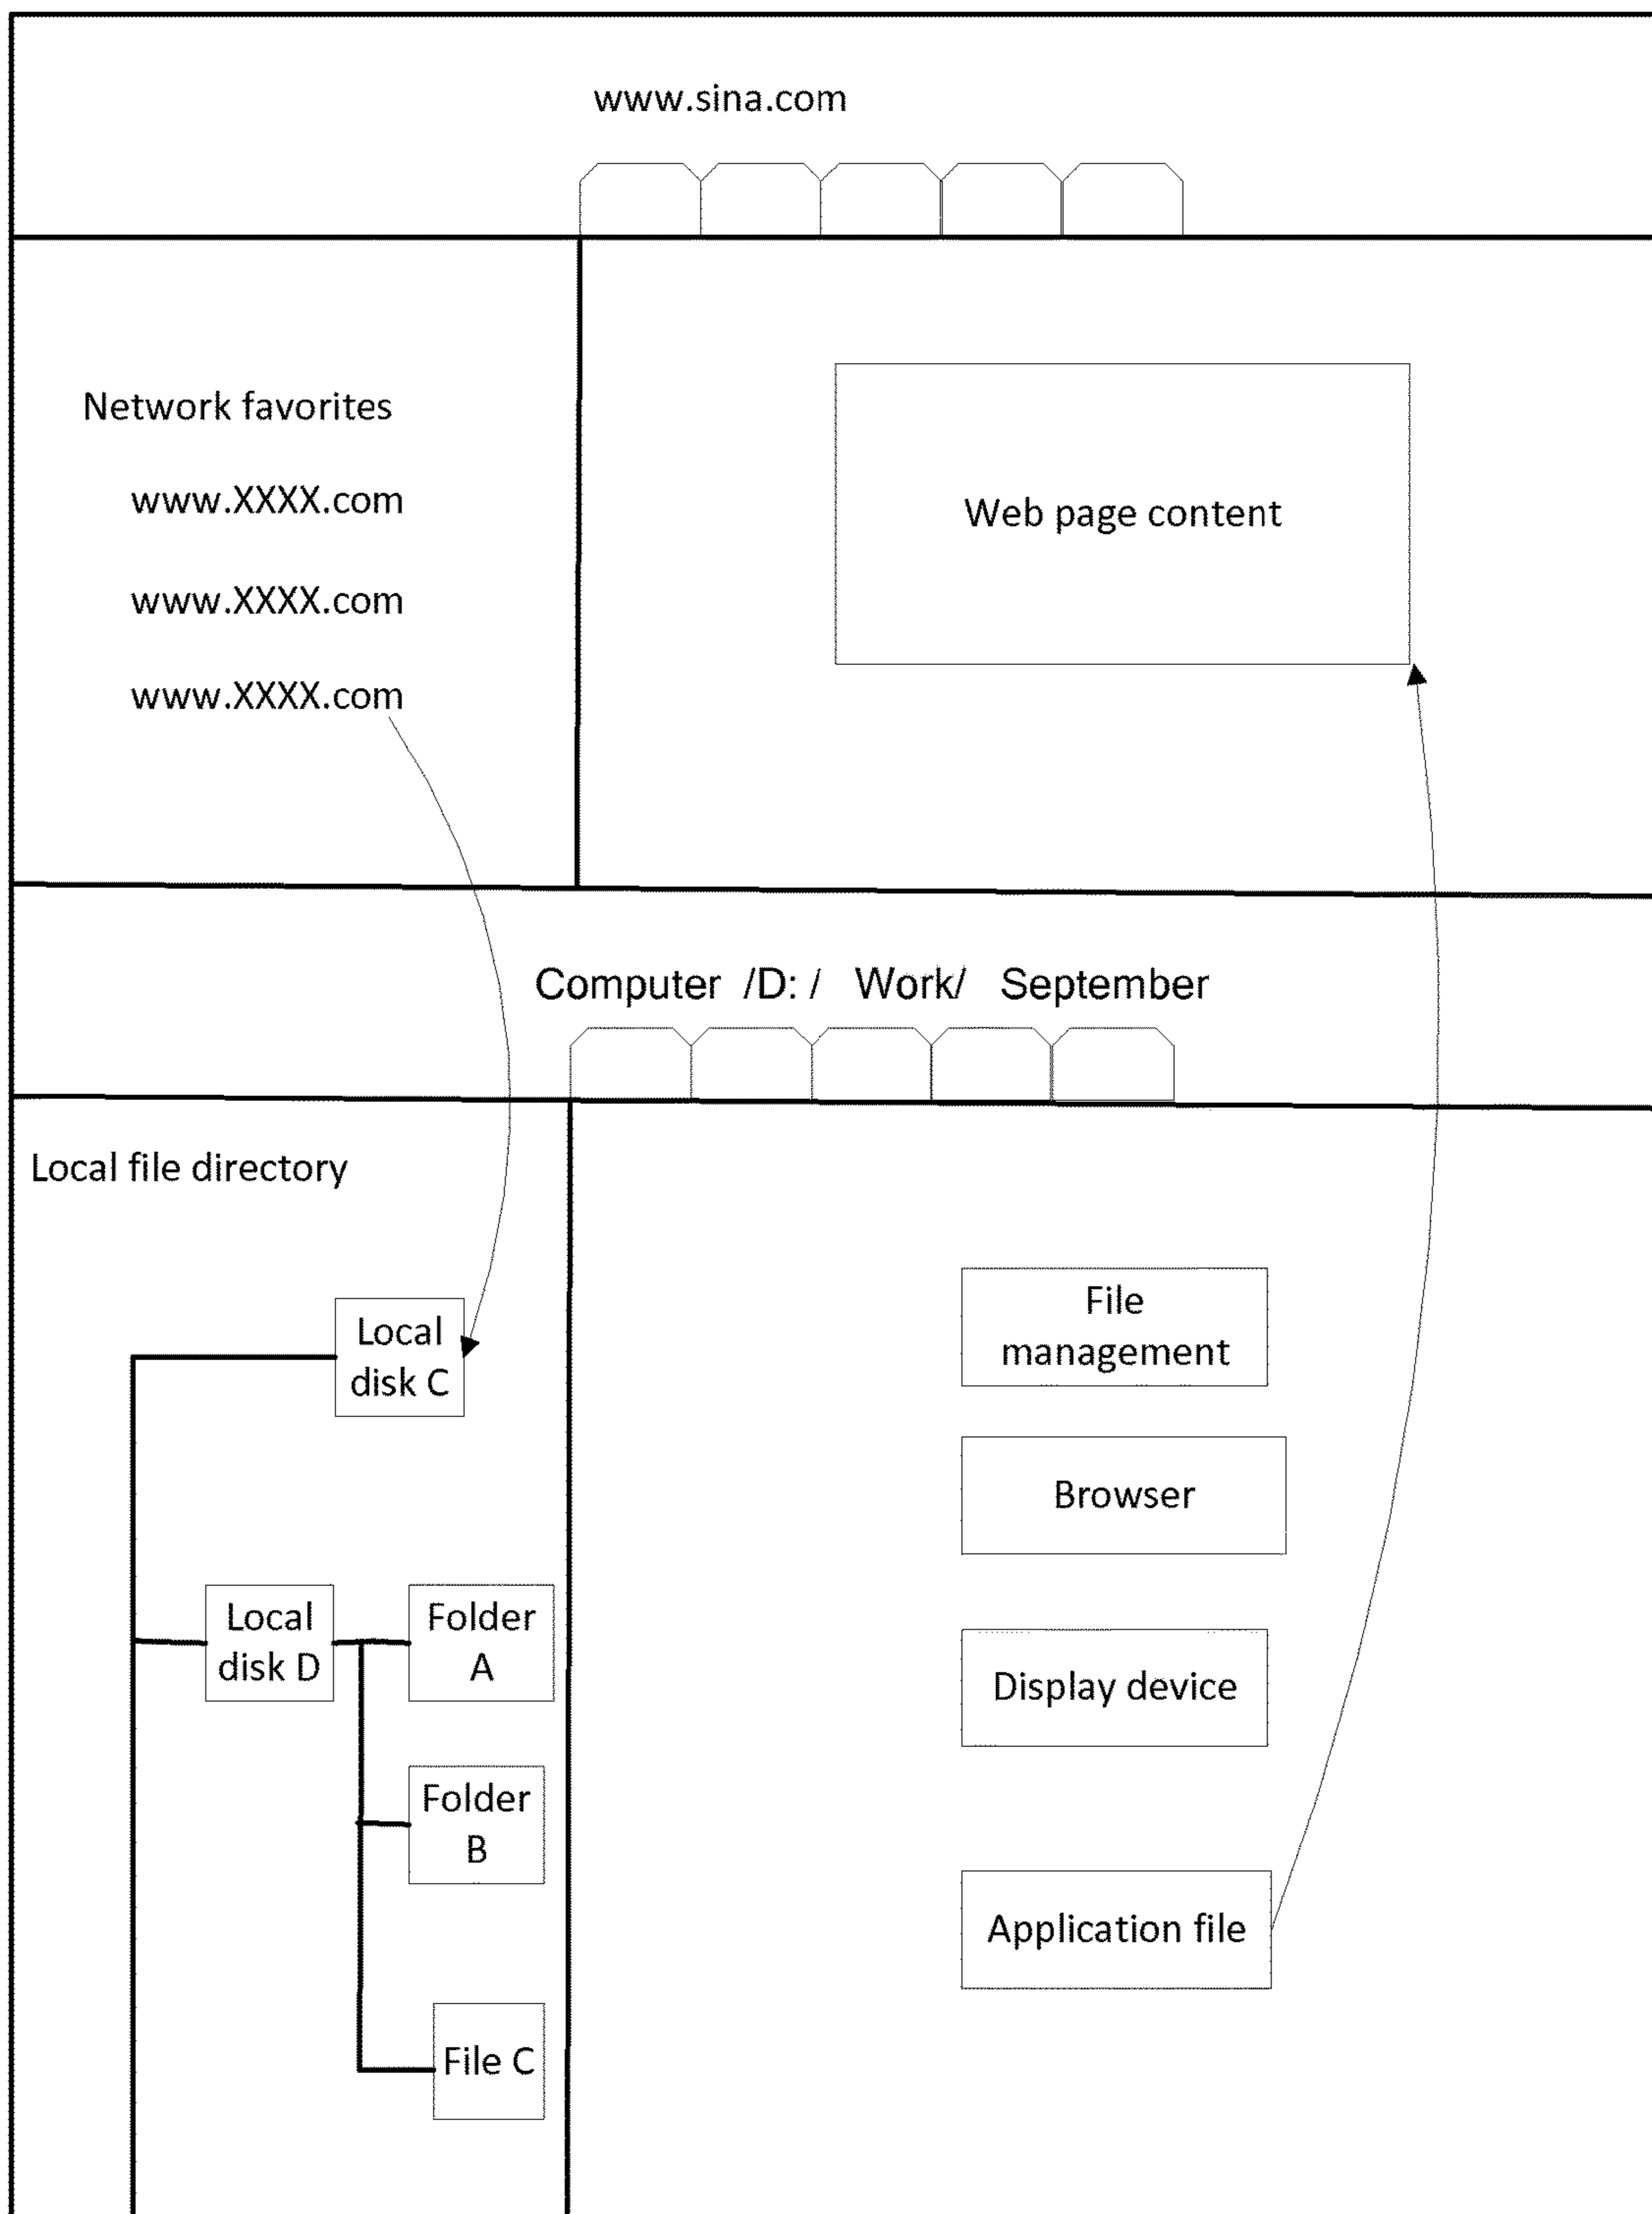 www.sina.com
Network favorites
www.XXXX.com
www.XXXX.com
www.XXXX.com
Web page content
Computer /D: / Work/ September
Local file directory
Local
disk C
Local
disk D
Folder
A
Folder
B
File C
File
management
Browser
Display device
Application file